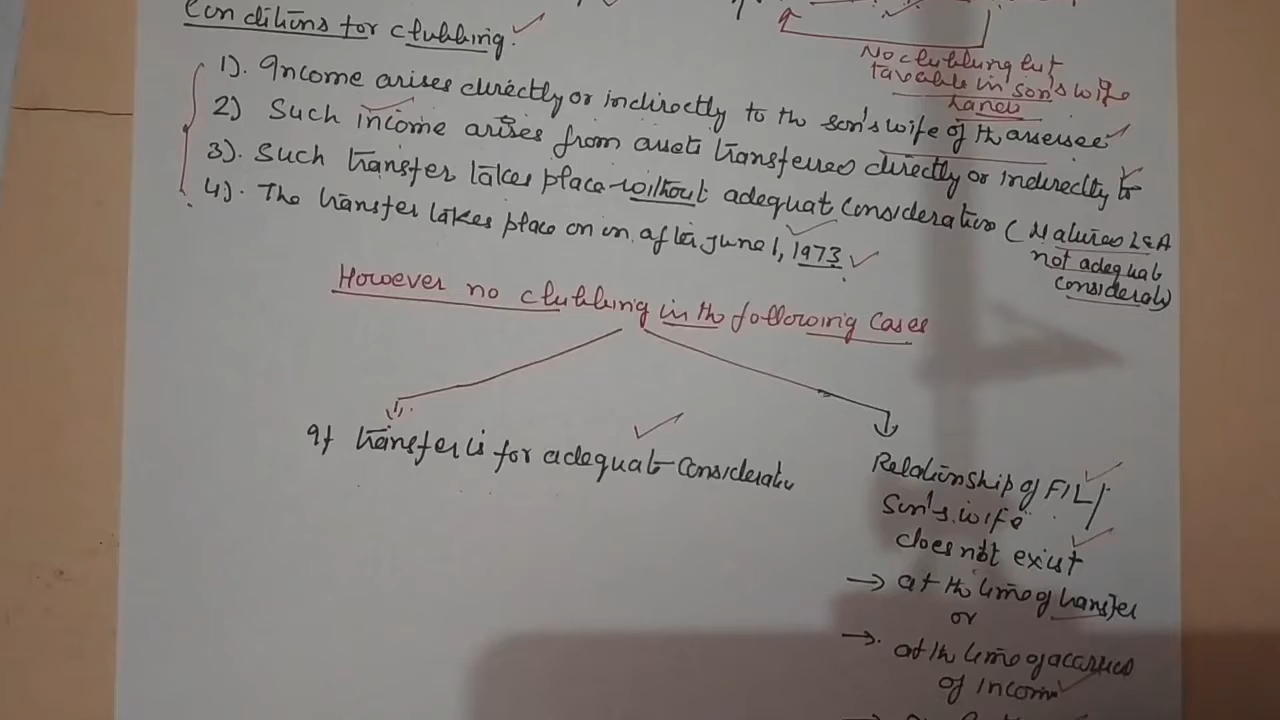 Conditions for clubbing.
No clubbing but
taxable in son's wife
hands
1). Income arises directly or indirectly to the son's wife of the assessee
2) Such income arises from assets transferred directly or indirectly to
3). Such transfer takes place without adequate consideration (Natural L&A
not adequate
consideration)
4). The transfer takes place on or after June 1, 1973
However no clubbing in the following cases
If transfer is for adequate consideration
Relationship of FIL/
Son's wife
does not exist
→ at the time of transfer
or
→ at the time of accrues
of Income